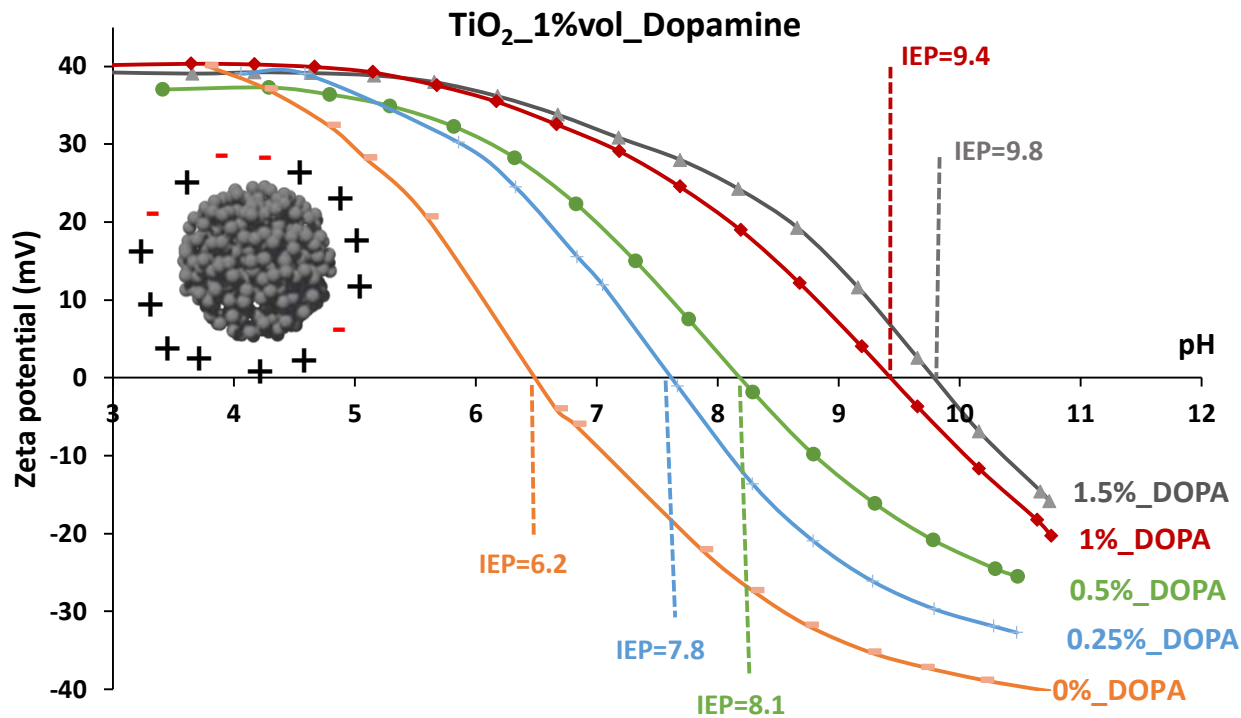 TiO₂_1%vol_Dopamine
IEP=9.4
IEP=9.8
40
30
20
10
0
-10
-20
-30
-40
Zeta potential (mV)
pH
3 4 5 6 7 8 9 10 11 12
1.5%_DOPA
1%_DOPA
0.5%_DOPA
0.25%_DOPA
0%_DOPA
IEP=6.2
IEP=7.8
IEP=8.1